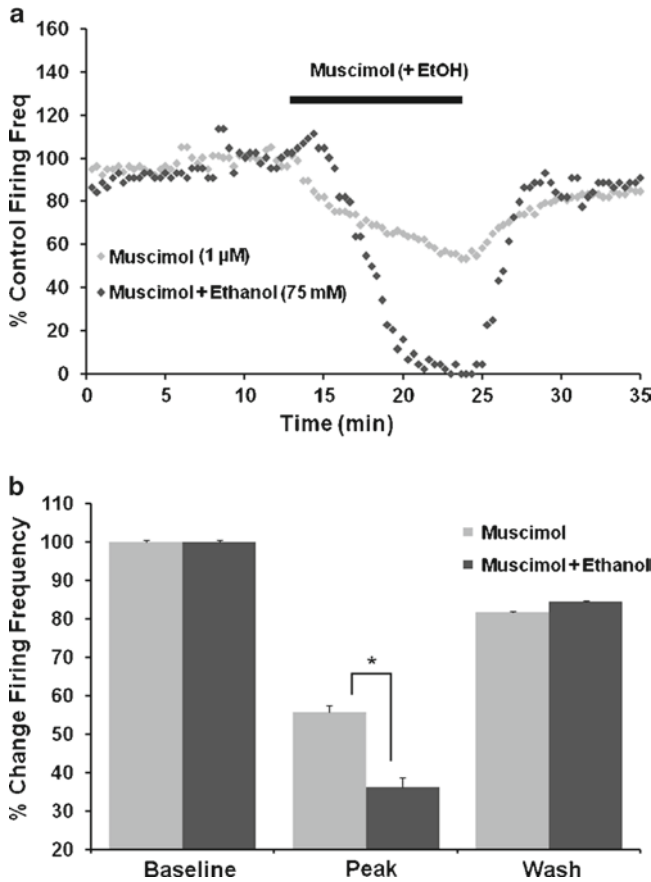 a
160
140
120
100
80
60
40
20
0
% Control Firing Freq
Muscimol (+ EtOH)
Muscimol (1 µM)
Muscimol + Ethanol (75 mM)
0 5 10 15 20 25 30 35
Time (min)
b
110
100
90
80
70
60
50
40
30
20
% Change Firing Frequency
Muscimol
Muscimol + Ethanol
*
Baseline Peak Wash